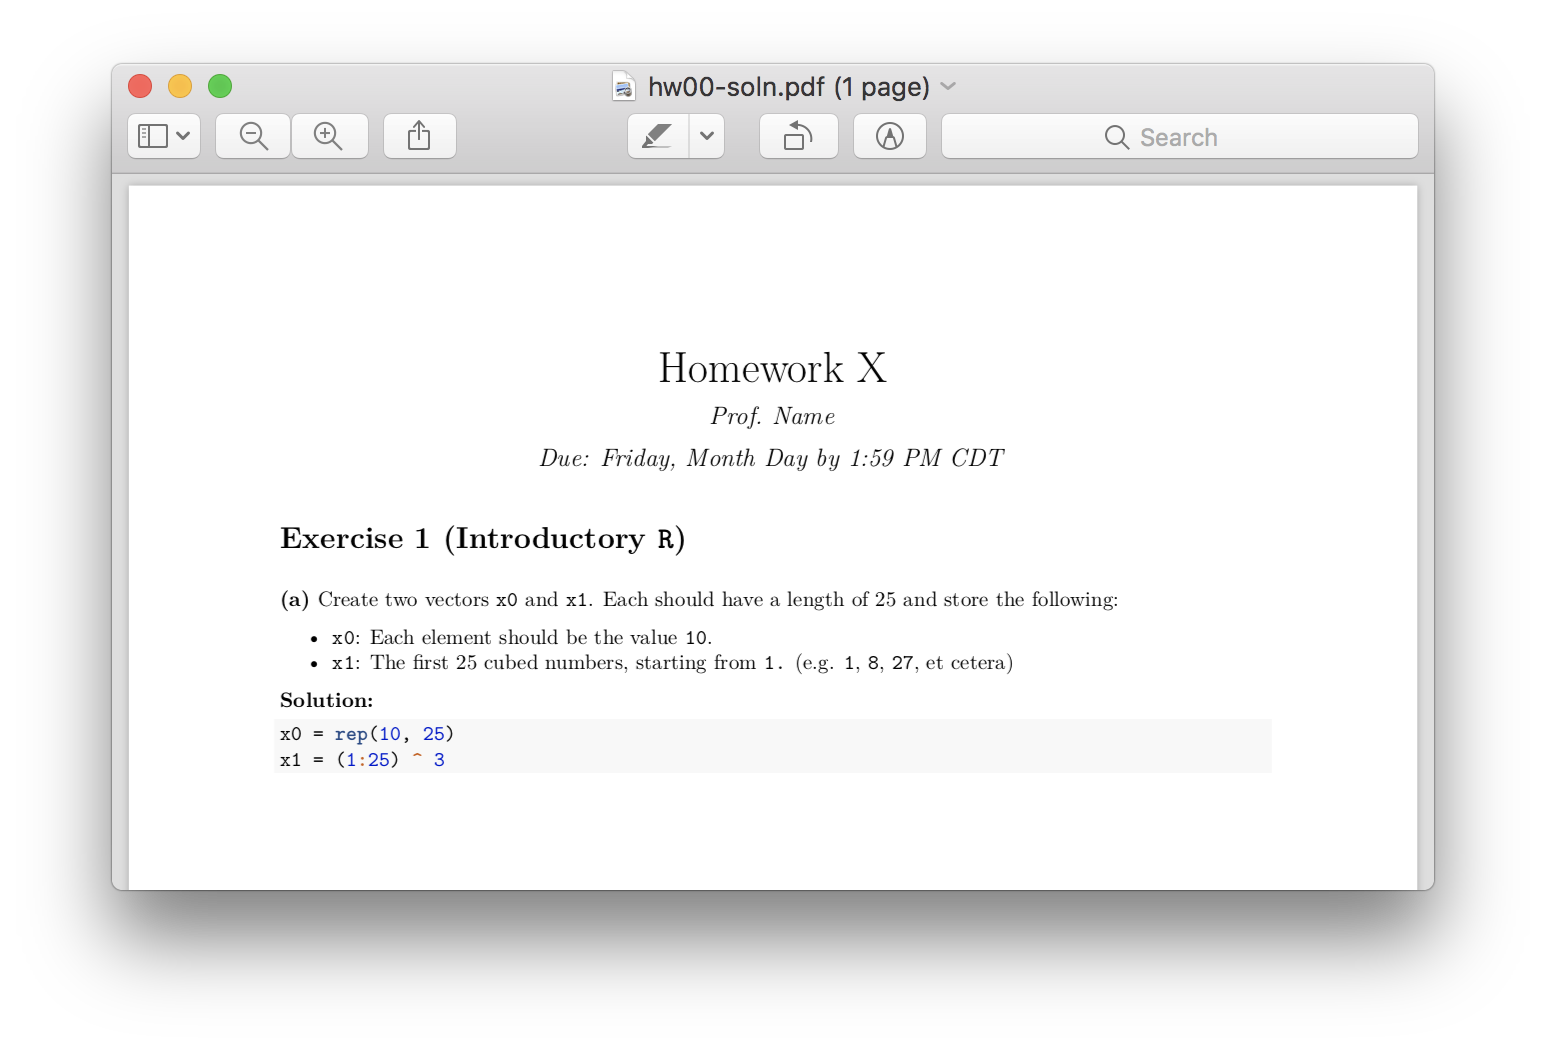 hw00-soln.pdf (1 page)
Search
Homework X
Prof. Name
Due: Friday, Month Day by 1:59 PM CDT
Exercise 1 (Introductory R)
(a) Create two vectors x0 and x1. Each should have a length of 25 and store the following:
• x0: Each element should be the value 10.
• x1: The first 25 cubed numbers, starting from 1. (e.g. 1, 8, 27, et cetera)
Solution:
x0 = rep(10, 25)
x1 = (1:25) ^ 3